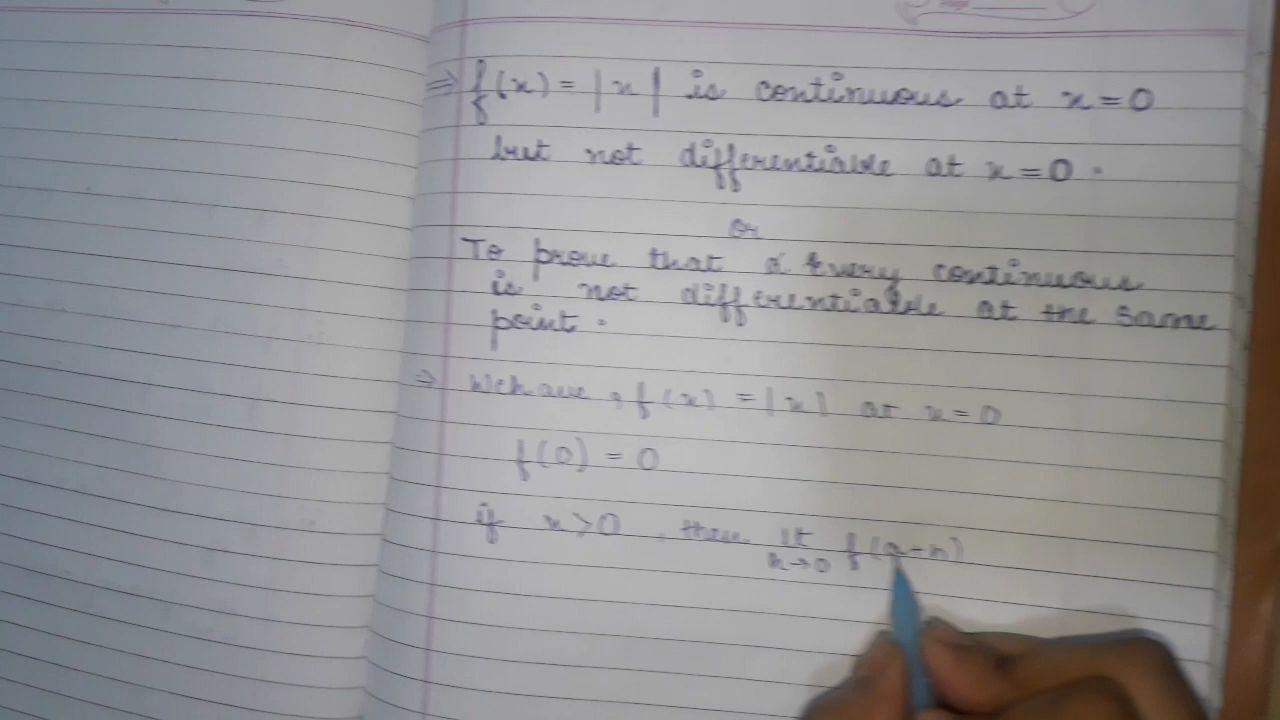 ⇒ f(x) = |x| is continuous at x = 0
but not differentiable at x = 0.
Or
To prove that every continuous
is not differentiable at the same
point.
⇒ We have, f(x) = |x| at x = 0
f(0) = 0
if x > 0, then lt f(a-h)
h→0